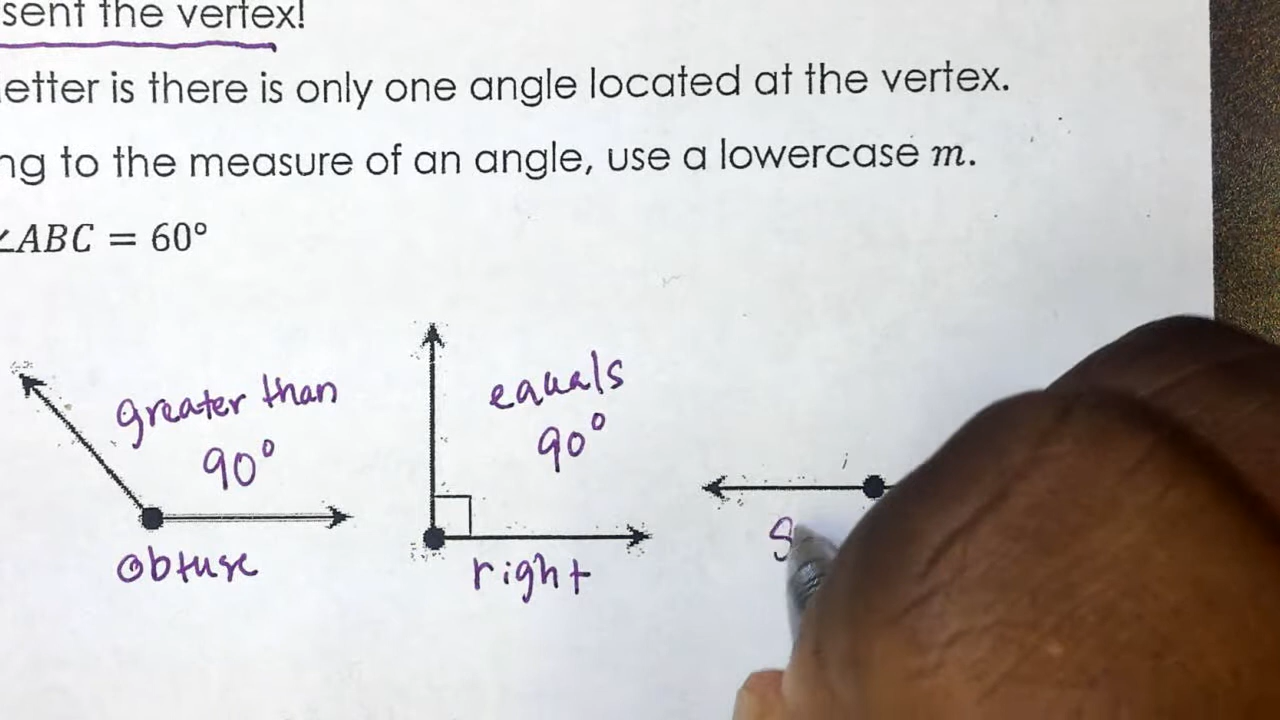 sent the vertex!
etter is there is only one angle located at the vertex.
ng to the measure of an angle, use a lowercase m.
∠ABC = 60°
greater than
90°
obtuse
equals
90°
right
S